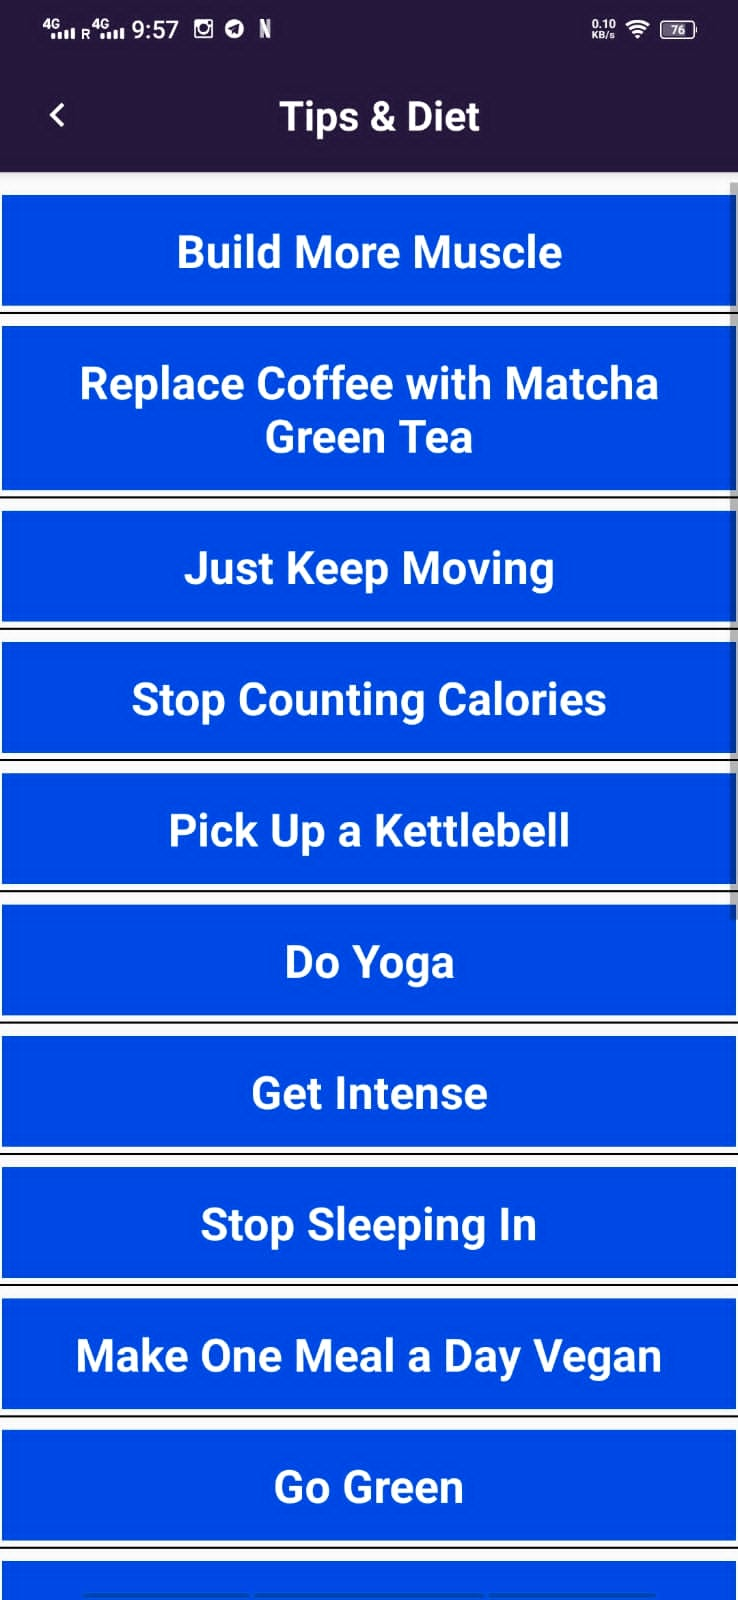 4G R 4G 9:57 0.10 KB/s 76
Tips & Diet
Build More Muscle
Replace Coffee with Matcha
Green Tea
Just Keep Moving
Stop Counting Calories
Pick Up a Kettlebell
Do Yoga
Get Intense
Stop Sleeping In
Make One Meal a Day Vegan
Go Green